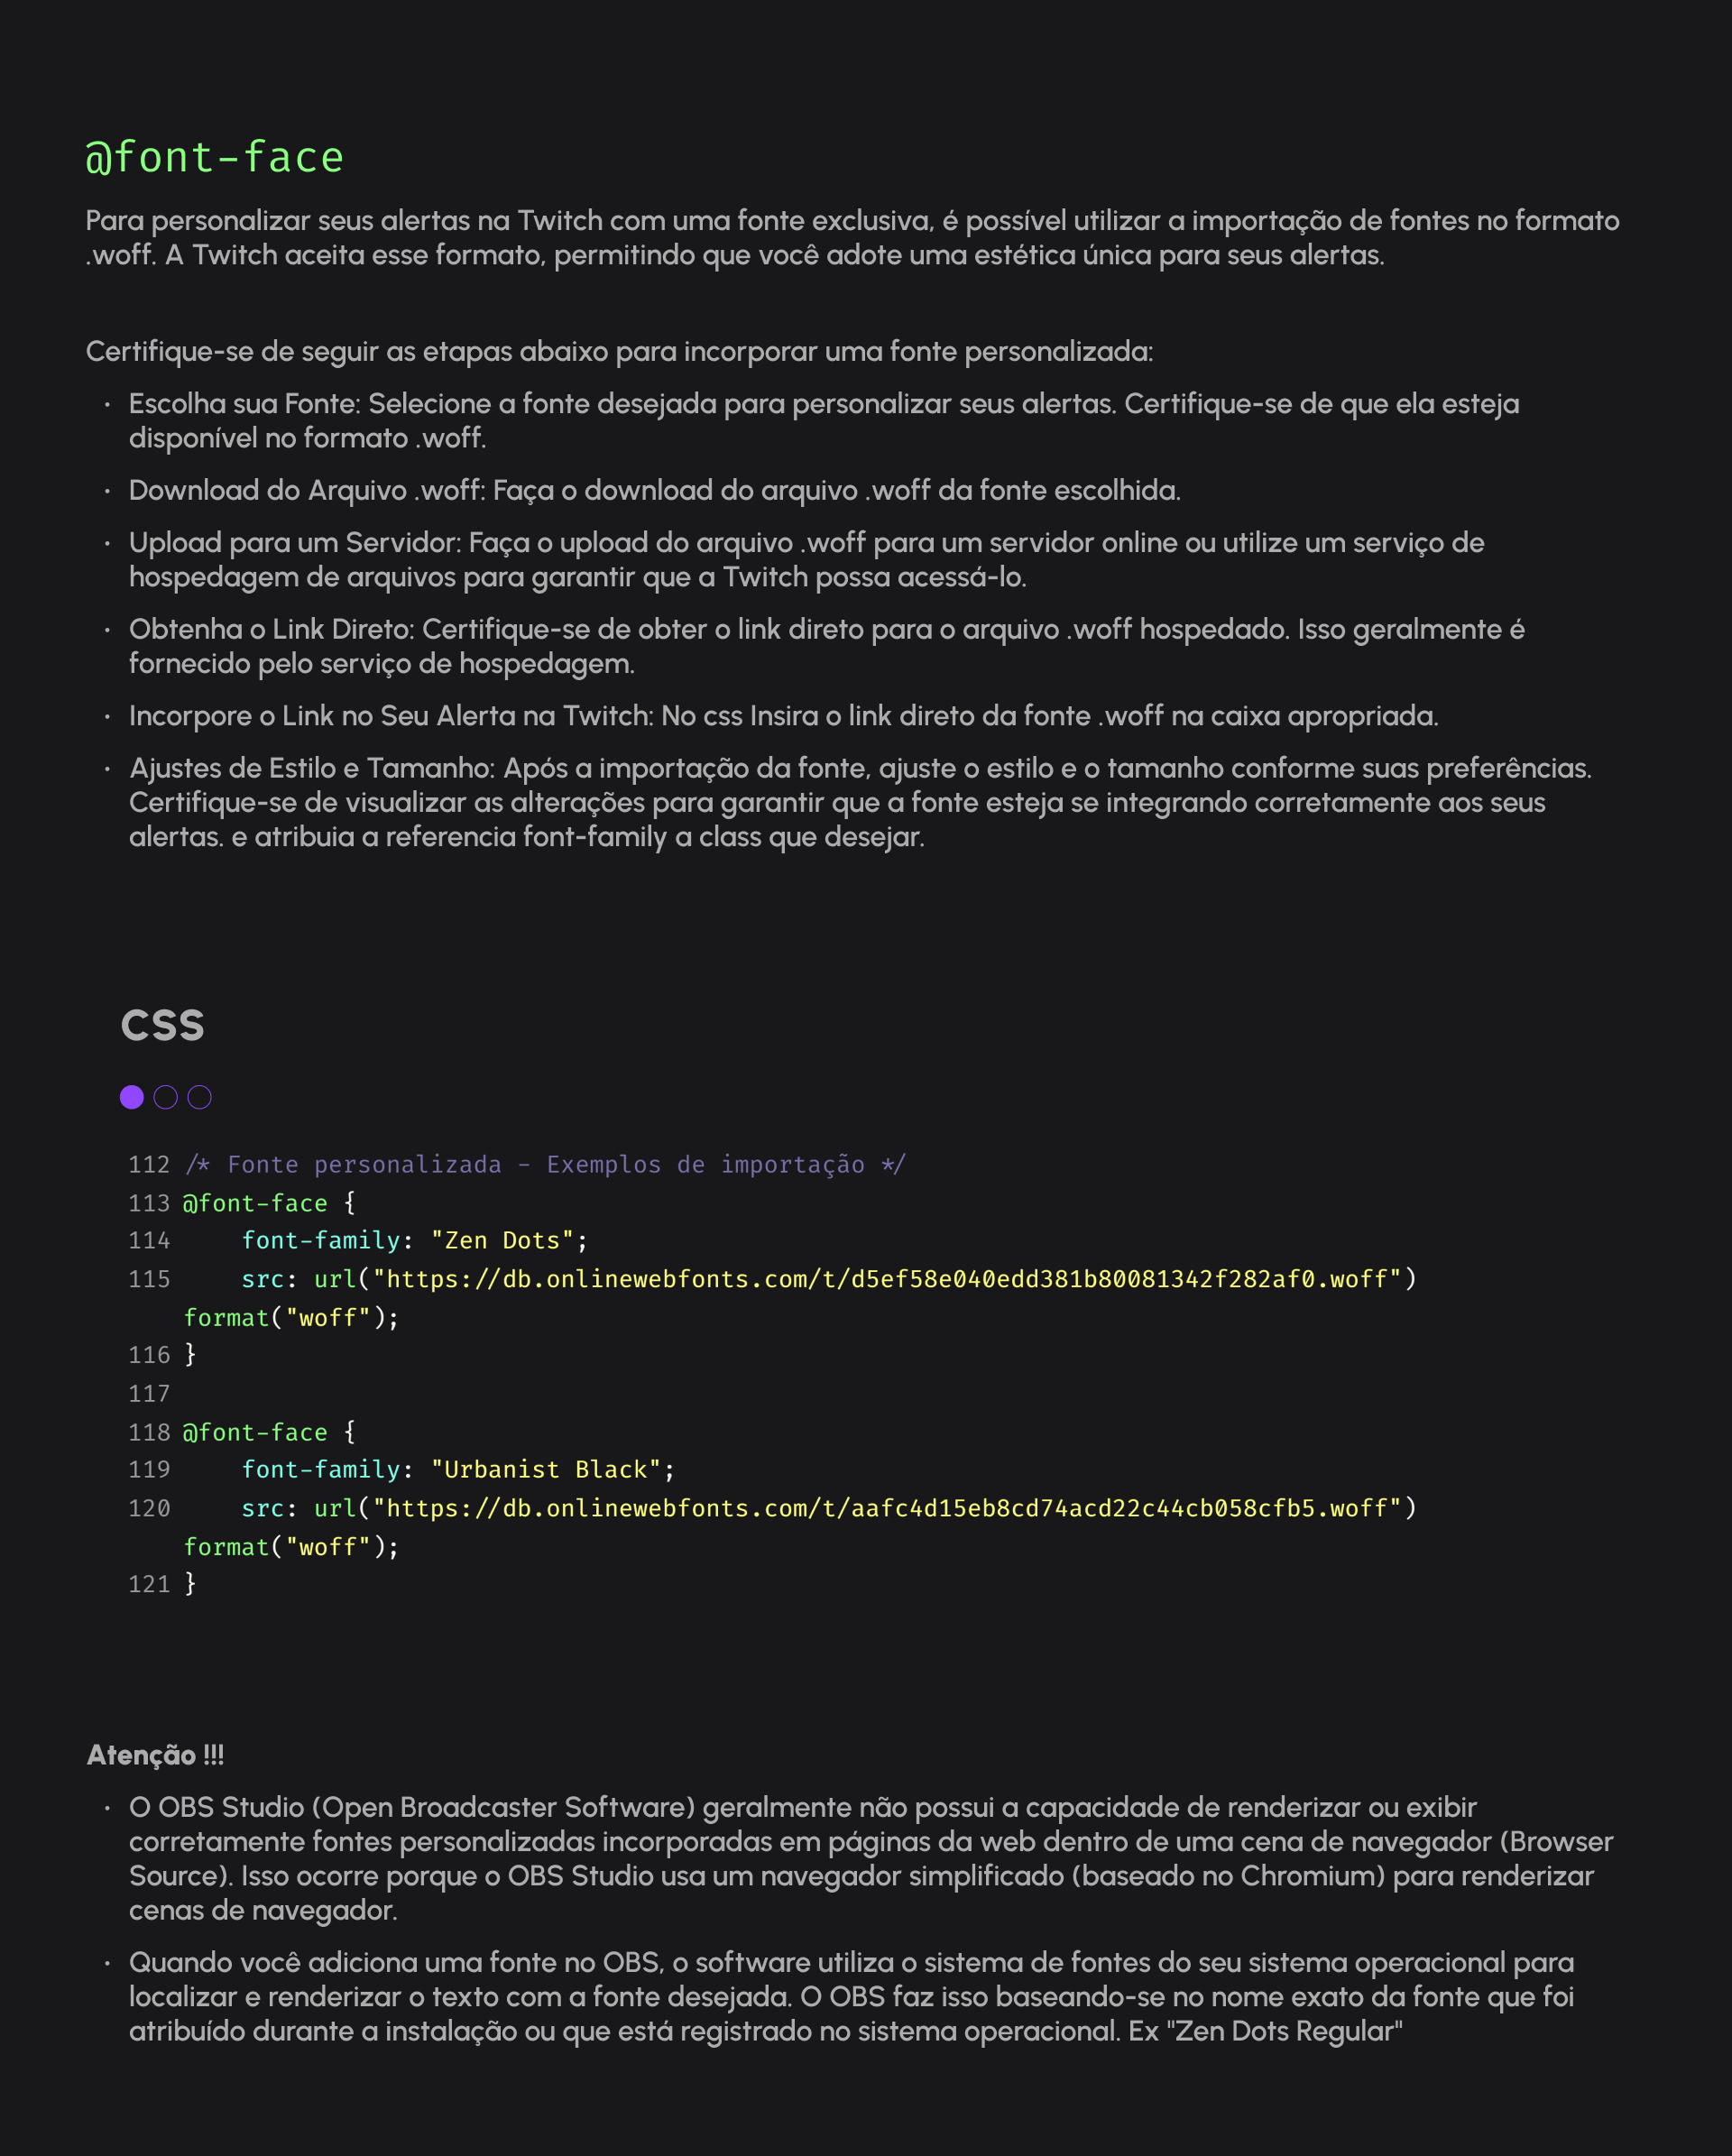 @font-face
Para personalizar seus alertas na Twitch com uma fonte exclusiva, é possível utilizar a importação de fontes no formato
.woff. A Twitch aceita esse formato, permitindo que você adote uma estética única para seus alertas.
Certifique-se de seguir as etapas abaixo para incorporar uma fonte personalizada:
• Escolha sua Fonte: Selecione a fonte desejada para personalizar seus alertas. Certifique-se de que ela esteja
disponível no formato .woff.
• Download do Arquivo .woff: Faça o download do arquivo .woff da fonte escolhida.
• Upload para um Servidor: Faça o upload do arquivo .woff para um servidor online ou utilize um serviço de
hospedagem de arquivos para garantir que a Twitch possa acessá-lo.
• Obtenha o Link Direto: Certifique-se de obter o link direto para o arquivo .woff hospedado. Isso geralmente é
fornecido pelo serviço de hospedagem.
• Incorpore o Link no Seu Alerta na Twitch: No css Insira o link direto da fonte .woff na caixa apropriada.
• Ajustes de Estilo e Tamanho: Após a importação da fonte, ajuste o estilo e o tamanho conforme suas preferências.
Certifique-se de visualizar as alterações para garantir que a fonte esteja se integrando corretamente aos seus
alertas. e atribuia a referencia font-family a class que desejar.
css
112 /* Fonte personalizada - Exemplos de importação */
113 @font-face {
114     font-family: "Zen Dots";
115     src: url("https://db.onlinewebfonts.com/t/d5ef58e040edd381b80081342f282af0.woff")
format("woff");
116 }
117
118 @font-face {
119     font-family: "Urbanist Black";
120     src: url("https://db.onlinewebfonts.com/t/aafc4d15eb8cd74acd22c44cb058cfb5.woff")
format("woff");
121 }
Atenção !!!
• O OBS Studio (Open Broadcaster Software) geralmente não possui a capacidade de renderizar ou exibir
corretamente fontes personalizadas incorporadas em páginas da web dentro de uma cena de navegador (Browser
Source). Isso ocorre porque o OBS Studio usa um navegador simplificado (baseado no Chromium) para renderizar
cenas de navegador.
• Quando você adiciona uma fonte no OBS, o software utiliza o sistema de fontes do seu sistema operacional para
localizar e renderizar o texto com a fonte desejada. O OBS faz isso baseando-se no nome exato da fonte que foi
atribuído durante a instalação ou que está registrado no sistema operacional. Ex "Zen Dots Regular"